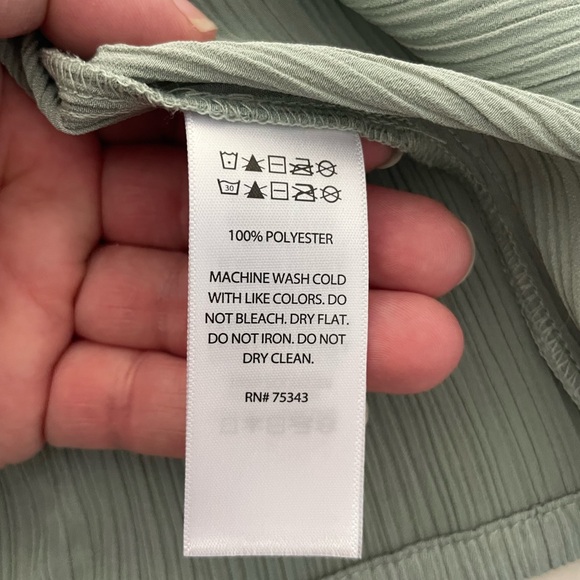 30
100% POLYESTER
MACHINE WASH COLD
WITH LIKE COLORS. DO
NOT BLEACH. DRY FLAT.
DO NOT IRON. DO NOT
DRY CLEAN.
RN# 75343